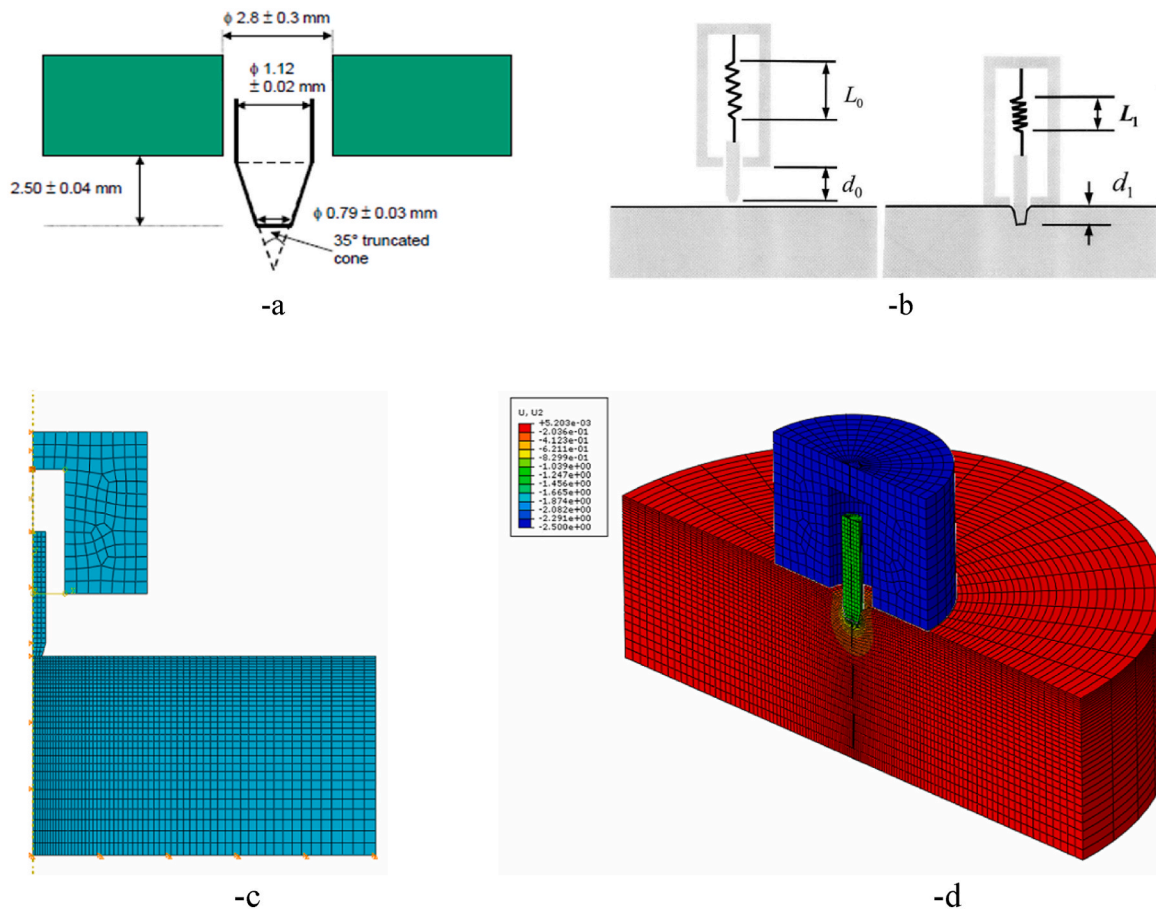 ϕ 2.8 ± 0.3 mm
ϕ 1.12
± 0.02 mm
2.50 ± 0.04 mm
ϕ 0.79 ± 0.03 mm
35° truncated
cone
-a
L0
d0
L1
d1
-b
-c
U, U2
+5.203e-03
-2.036e-01
-4.123e-01
-6.211e-01
-8.299e-01
-1.039e+00
-1.247e+00
-1.456e+00
-1.665e+00
-1.874e+00
-2.082e+00
-2.291e+00
-2.500e+00
-d